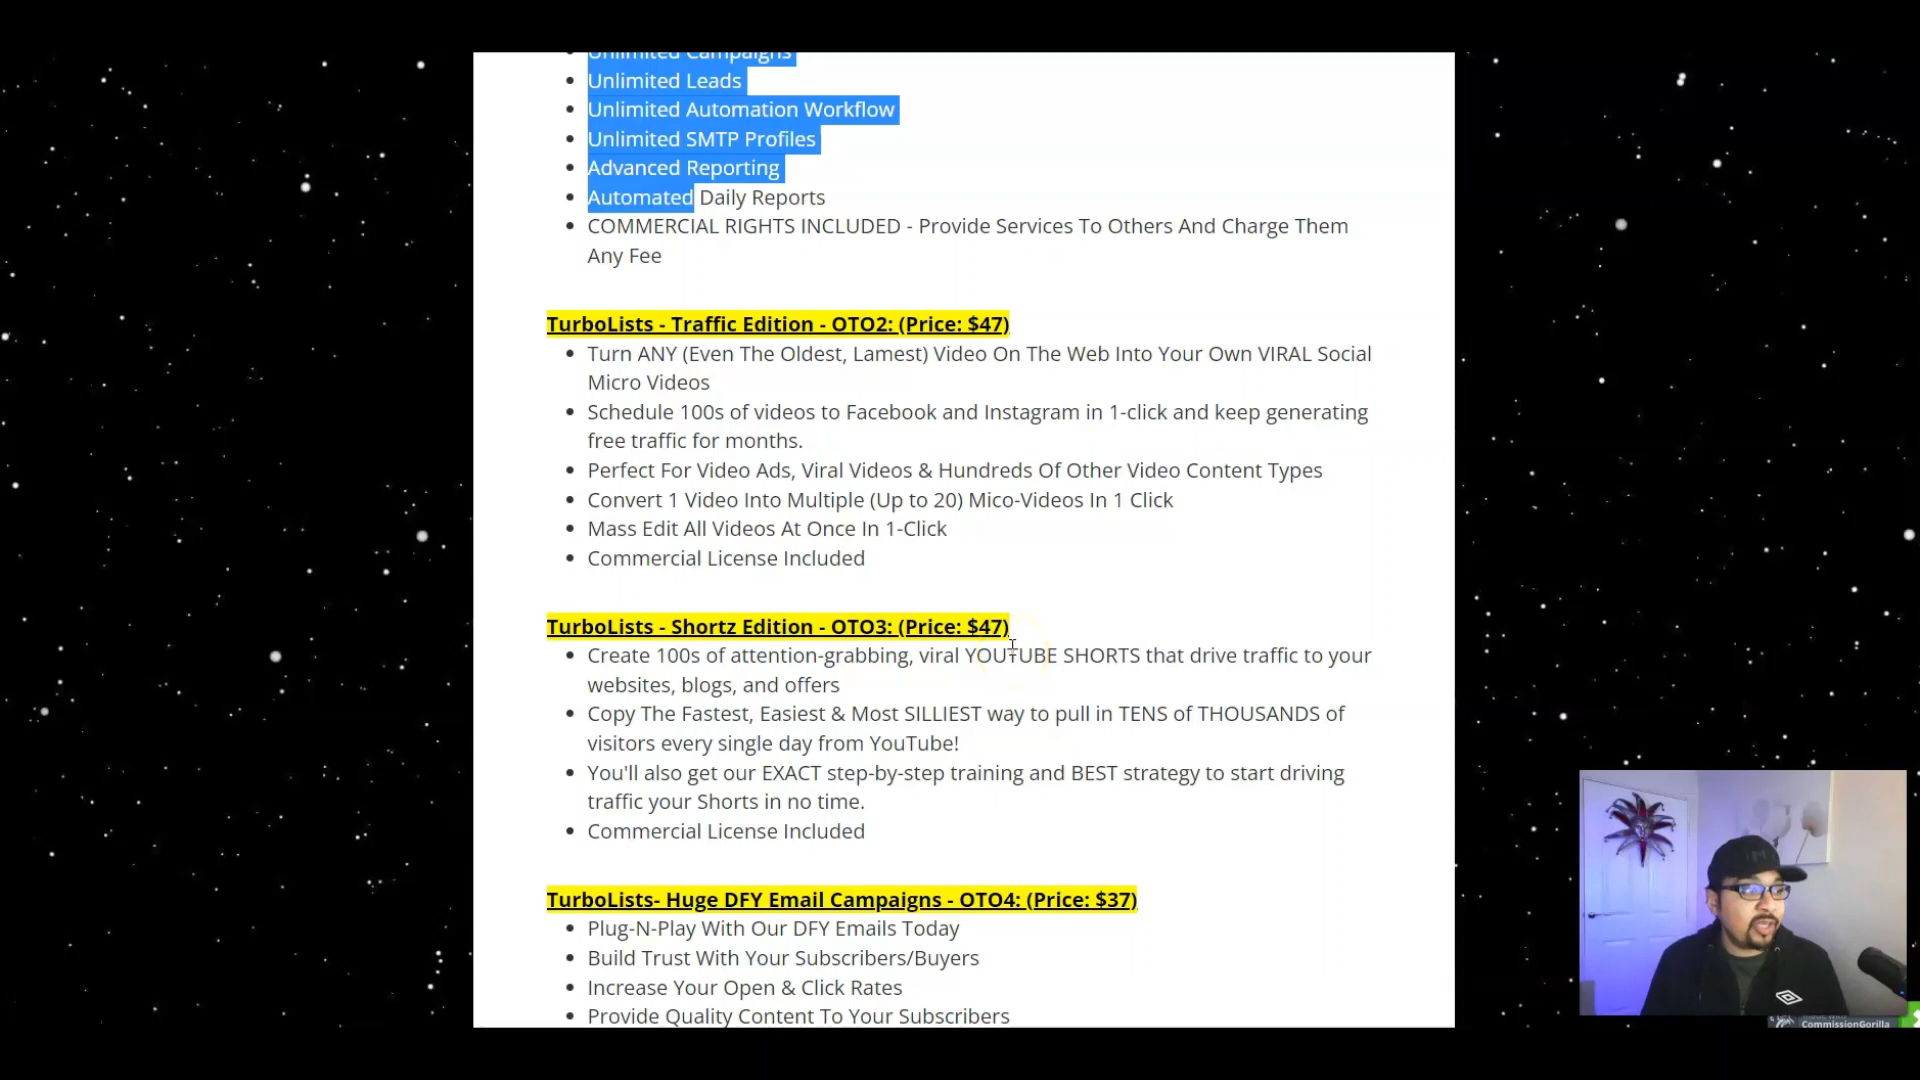 Unlimited Campaigns
Unlimited Leads
Unlimited Automation Workflow
Unlimited SMTP Profiles
Advanced Reporting
Automated Daily Reports
COMMERCIAL RIGHTS INCLUDED - Provide Services To Others And Charge Them
Any Fee
TurboLists - Traffic Edition - OTO2: (Price: $47)
Turn ANY (Even The Oldest, Lamest) Video On The Web Into Your Own VIRAL Social
Micro Videos
Schedule 100s of videos to Facebook and Instagram in 1-click and keep generating
free traffic for months.
Perfect For Video Ads, Viral Videos & Hundreds Of Other Video Content Types
Convert 1 Video Into Multiple (Up to 20) Mico-Videos In 1 Click
Mass Edit All Videos At Once In 1-Click
Commercial License Included
TurboLists - Shortz Edition - OTO3: (Price: $47)
Create 100s of attention-grabbing, viral YOUTUBE SHORTS that drive traffic to your
websites, blogs, and offers
Copy The Fastest, Easiest & Most SILLIEST way to pull in TENS of THOUSANDS of
visitors every single day from YouTube!
You'll also get our EXACT step-by-step training and BEST strategy to start driving
traffic your Shorts in no time.
Commercial License Included
TurboLists- Huge DFY Email Campaigns - OTO4: (Price: $37)
Plug-N-Play With Our DFY Emails Today
Build Trust With Your Subscribers/Buyers
Increase Your Open & Click Rates
Provide Quality Content To Your Subscribers
CommissionGorilla